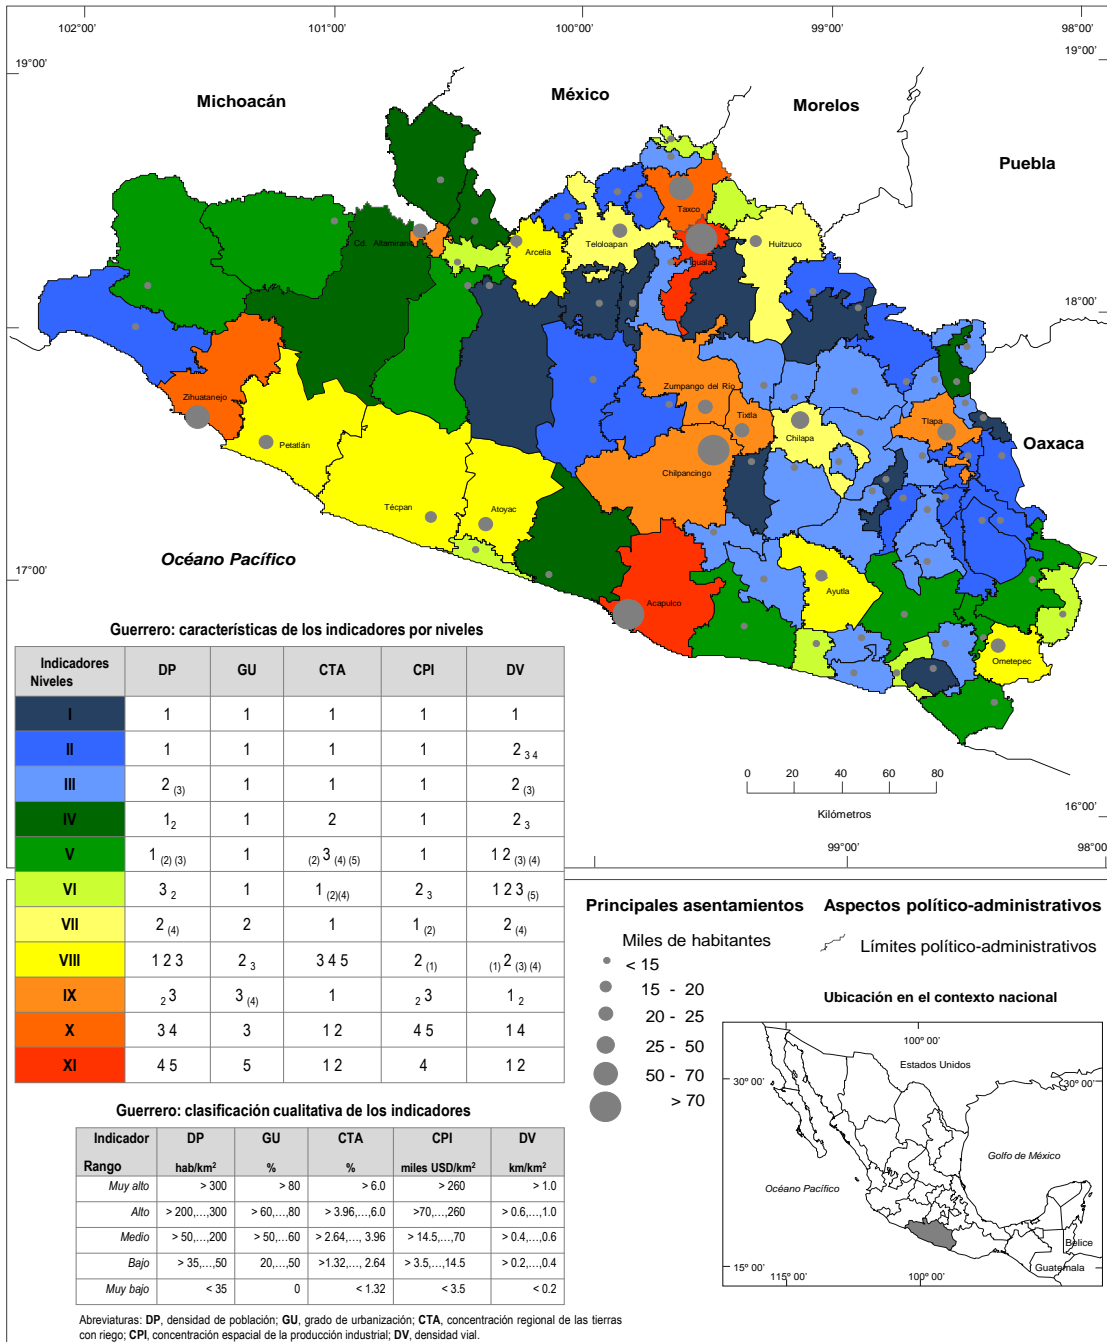 102°00' 101°00' 100°00' 99°00' 98°00'
19°00' 19°00'
Michoacán México Morelos
Puebla
Taxco
Cd. Altamirano Arcelia Teloloapan Iguala Huitzuco
18°00' 18°00'
Zihuatanejo Zumpango del Río
Petatlán Tixtla Chilapa Tlapa
Oaxaca
Chilpancingo
Técpan Atoyac
Océano Pacífico
17°00' 17°00'
Acapulco Ayutla
Ometepec
0 20 40 60 80
Kilómetros
16°00' 16°00'
99°00' 98°00'
Guerrero: características de los indicadores por niveles
Indicadores Niveles DP GU CTA CPI DV
I 1 1 1 1 1
II 1 1 1 1 2 3 4
III 2 (3) 1 1 1 2 (3)
IV 1 2 1 2 1 2 3
V 1 (2) (3) 1 (2) 3 (4) (5) 1 1 2 (3) (4)
VI 3 2 1 1 (2)(4) 2 3 1 2 3 (5)
VII 2 (4) 2 1 1 (2) 2 (4)
VIII 1 2 3 2 3 3 4 5 2 (1) (1) 2 (3) (4)
IX 2 3 3 (4) 1 2 3 1 2
X 3 4 3 1 2 4 5 1 4
XI 4 5 5 1 2 4 1 2
Guerrero: clasificación cualitativa de los indicadores
Indicador DP GU CTA CPI DV
Rango hab/km² % % miles USD/km² km/km²
Muy alto > 300 > 80 > 6.0 > 260 > 1.0
Alto > 200,...,300 > 60,...,80 > 3.96,...,6.0 >70,...,260 > 0.6,...,1.0
Medio > 50,...,200 > 50,...60 > 2.64,..., 3.96 > 14.5,...,70 > 0.4,...,0.6
Bajo > 35,...,50 20,...,50 >1.32,..., 2.64 > 3.5,...,14.5 > 0.2,...,0.4
Muy bajo < 35 0 < 1.32 < 3.5 < 0.2
Abreviaturas: DP, densidad de población; GU, grado de urbanización; CTA, concentración regional de las tierras
con riego; CPI, concentración espacial de la producción industrial; DV, densidad vial.
Principales asentamientos
Miles de habitantes
< 15
15 - 20
20 - 25
25 - 50
50 - 70
> 70
Aspectos político-administrativos
Límites político-administrativos
Ubicación en el contexto nacional
100° 00'
Estados Unidos
30° 00' 30° 00'
Golfo de México
Océano Pacífico
Bélice
Guatemala
15° 00'
115° 00' 100° 00'